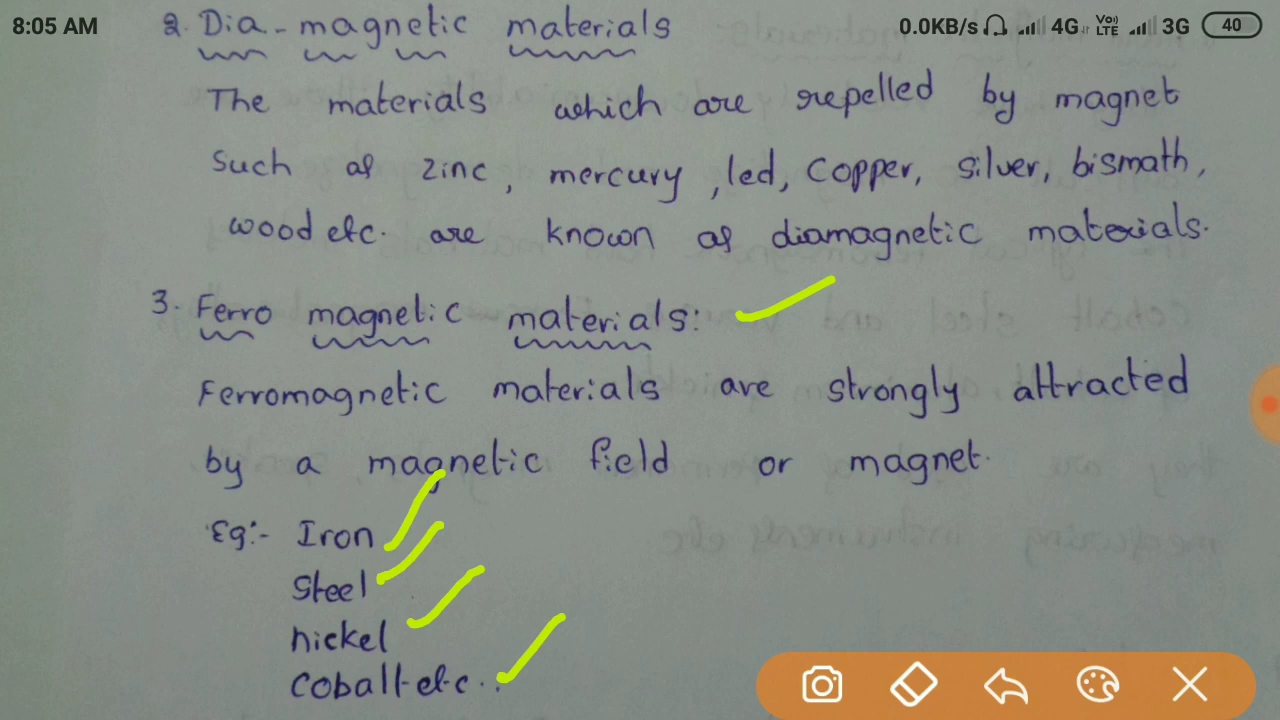 8:05 AM 0.0KB/s 4G Vo) LTE 3G 40
2. Dia-magnetic materials
The materials which are repelled by magnet
Such as zinc, mercury, led, copper, silver, bismath,
wood etc. are known as diamagnetic materials.
3. Ferro magnetic materials:
Ferromagnetic materials are strongly attracted
by a magnetic field or magnet.
Eg:- Iron
Steel
nickel
Cobalt etc..